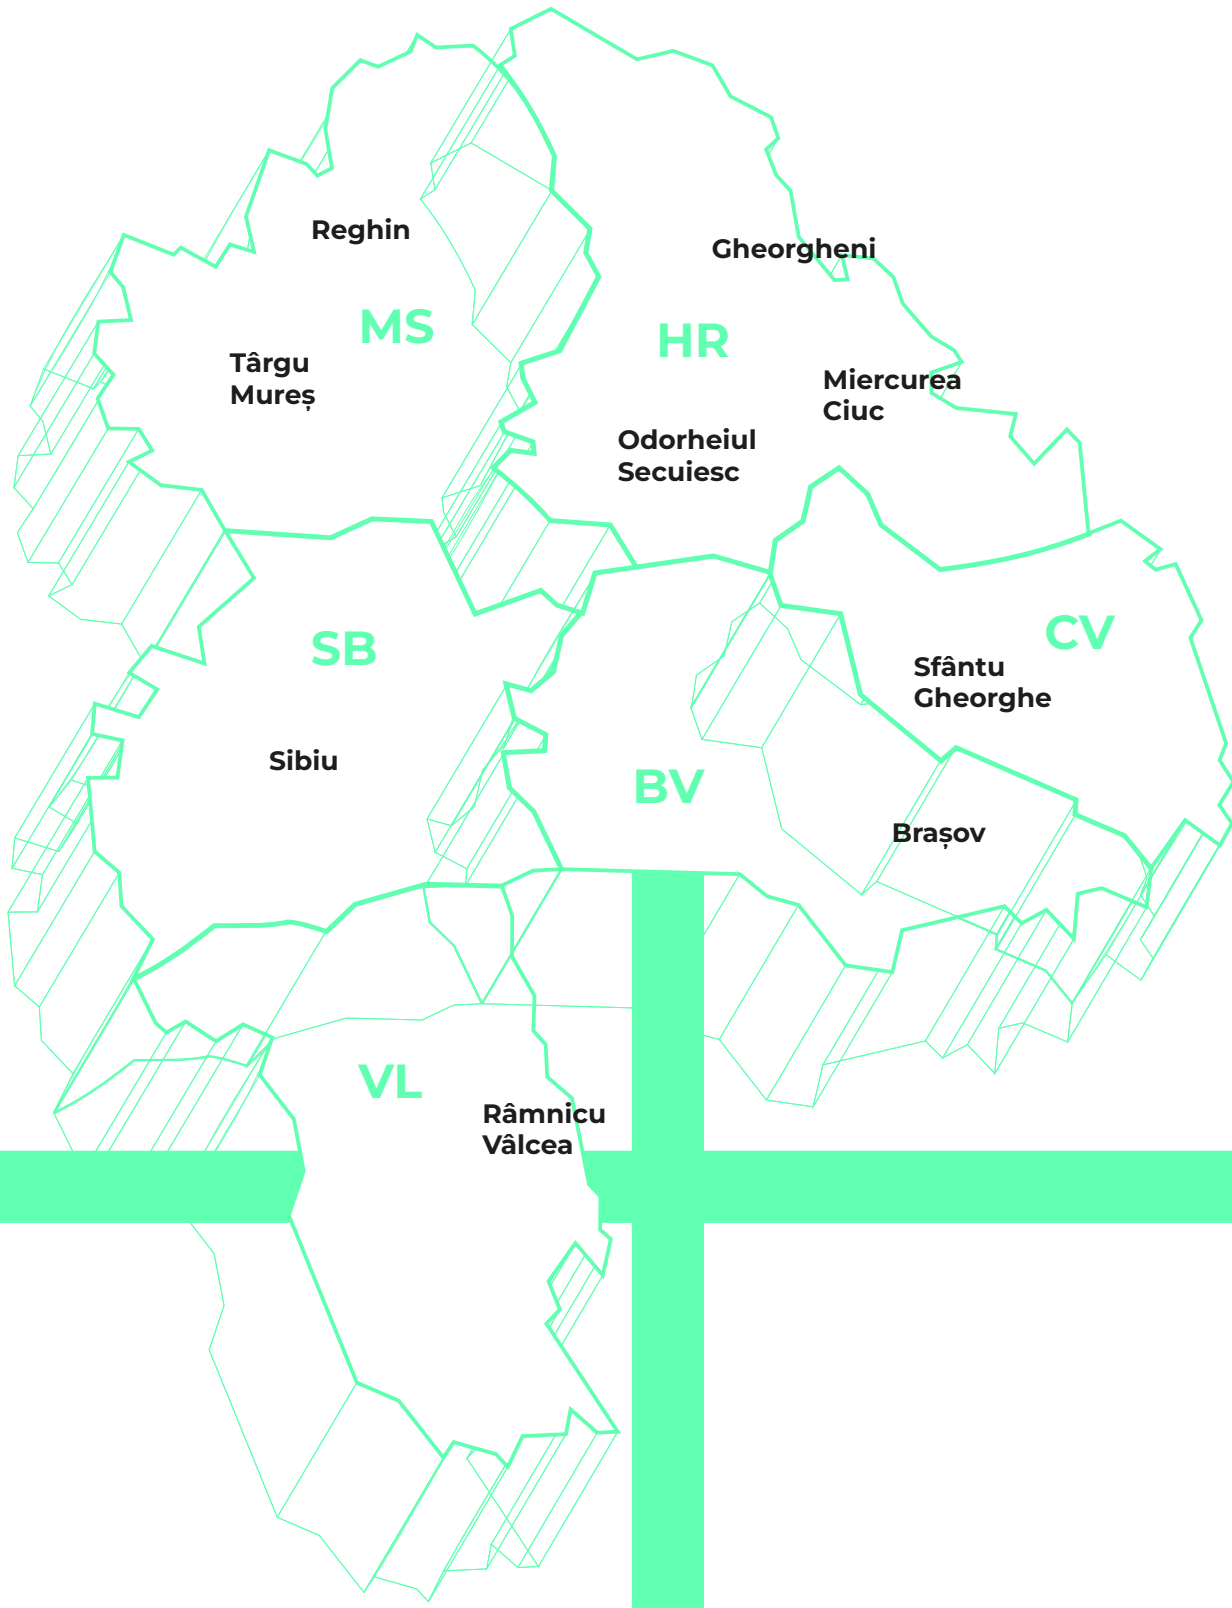 Reghin
Gheorgheni
MS
HR
Târgu
Mureș
Miercurea
Ciuc
Odorheiul
Secuiesc
SB
CV
Sfântu
Gheorghe
Sibiu
BV
Brașov
VL
Râmnicu
Vâlcea